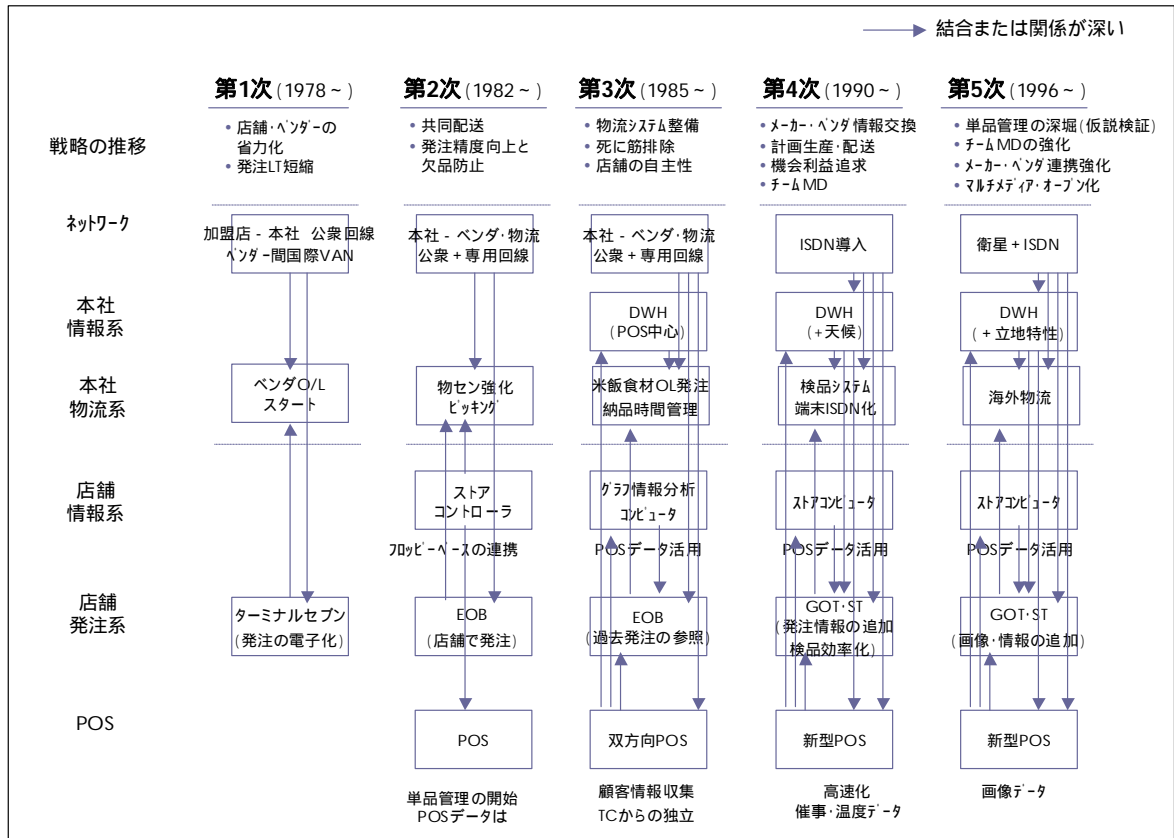 結合または関係が深い
第1次(1978～)
第2次(1982～)
第3次(1985～)
第4次(1990～)
第5次(1996～)
戦略の推移
• 店舗・ベンダーの
省力化
• 発注LT短縮
• 共同配送
• 発注精度向上と
欠品防止
• 物流システム整備
• 死に筋排除
• 店舗の自主性
• メーカー・ベンダ情報交換
• 計画生産・配送
• 機会利益追求
• チームMD
• 単品管理の深堀(仮説検証)
• チームMDの強化
• メーカー・ベンダ連携強化
• マルチメディア・オープン化
ネットワーク
加盟店 - 本社 公衆回線
ベンダー間国際VAN
本社 - ベンダ・物流
公衆 + 専用回線
本社 - ベンダ・物流
公衆 + 専用回線
ISDN導入
衛星 + ISDN
本社
情報系
DWH
(POS中心)
DWH
(+天候)
DWH
(+立地特性)
本社
物流系
ベンダO/L
スタート
物セン強化
ピッキング
米飯食材OL発注
納品時間管理
検品システム
端末ISDN化
海外物流
店舗
情報系
ストア
コントローラ
フロッピーベースの連携
グラフ情報分析
コンピュータ
POSデータ活用
ストアコンピュータ
POSデータ活用
ストアコンピュータ
POSデータ活用
店舗
発注系
ターミナルセブン
(発注の電子化)
EOB
(店舗で発注)
EOB
(過去発注の参照)
GOT・ST
(発注情報の追加
検品効率化)
GOT・ST
(画像・情報の追加)
POS
POS
双方向POS
新型POS
新型POS
単品管理の開始
POSデータは
顧客情報収集
TCからの独立
高速化
催事・温度データ
画像データ